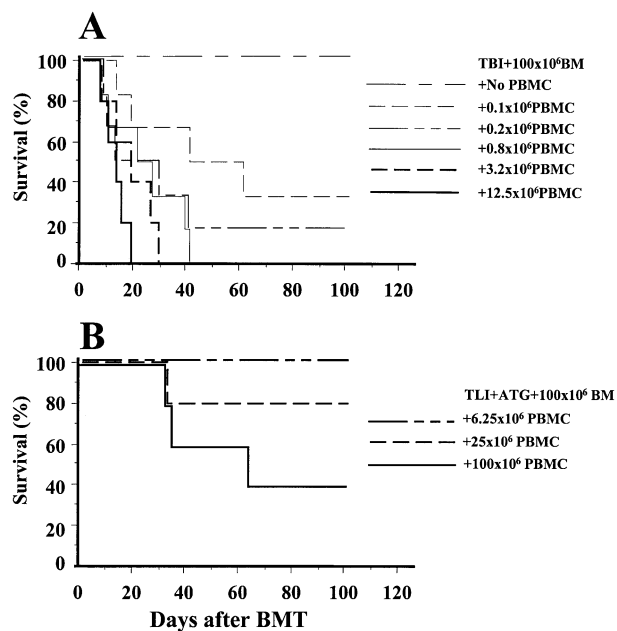 A
Survival (%)
100
80
60
40
20
0
0 20 40 60 80 100 120
TBI+100x10⁶BM
+No PBMC
+0.1x10⁶PBMC
+0.2x10⁶PBMC
+0.8x10⁶PBMC
+3.2x10⁶PBMC
+12.5x10⁶PBMC
B
Survival (%)
100
80
60
40
20
0
0 20 40 60 80 100 120
Days after BMT
TLI+ATG+100x10⁶ BM
+6.25x10⁶ PBMC
+25x10⁶ PBMC
+100x10⁶ PBMC